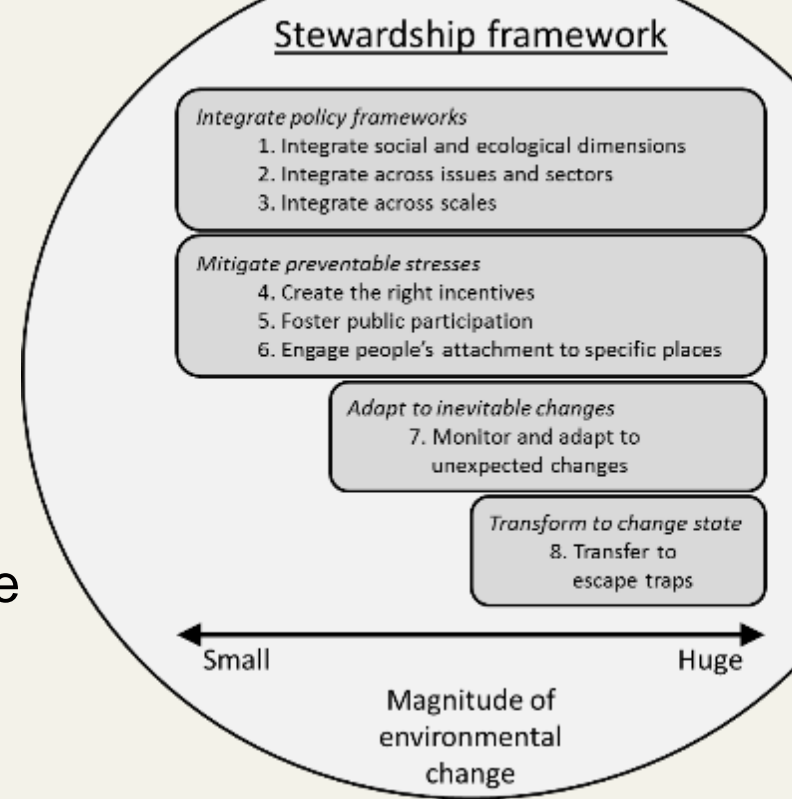 Stewardship framework
Integrate policy frameworks
1. Integrate social and ecological dimensions
2. Integrate across issues and sectors
3. Integrate across scales
Mitigate preventable stresses
4. Create the right incentives
5. Foster public participation
6. Engage people's attachment to specific places
Adapt to inevitable changes
7. Monitor and adapt to
unexpected changes
Transform to change state
8. Transfer to
escape traps
e
Small
Huge
Magnitude of
environmental
change